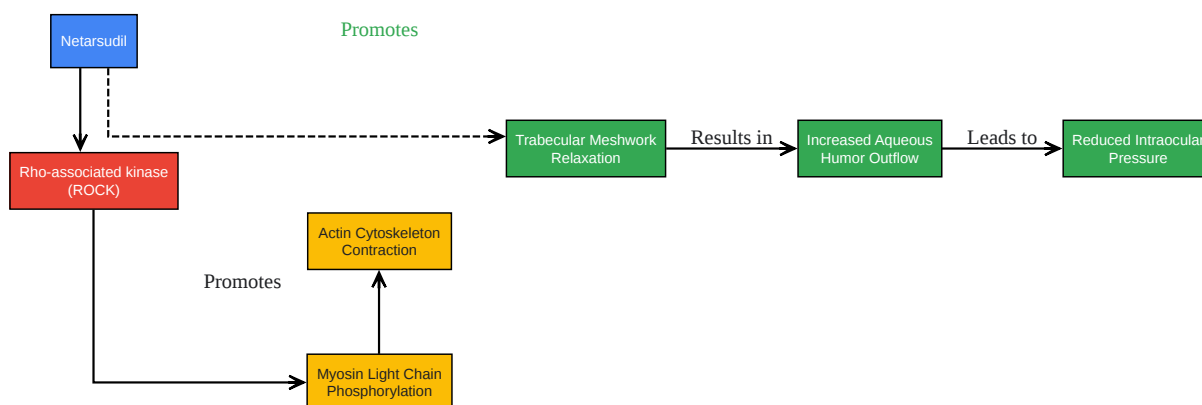 Promotes
Netarsudil
Trabecular Meshwork
Relaxation
Results in
Increased Aqueous
Humor Outflow
Leads to
Reduced Intraocular
Pressure
Rho-associated kinase
(ROCK)
Actin Cytoskeleton
Contraction
Promotes
Myosin Light Chain
Phosphorylation